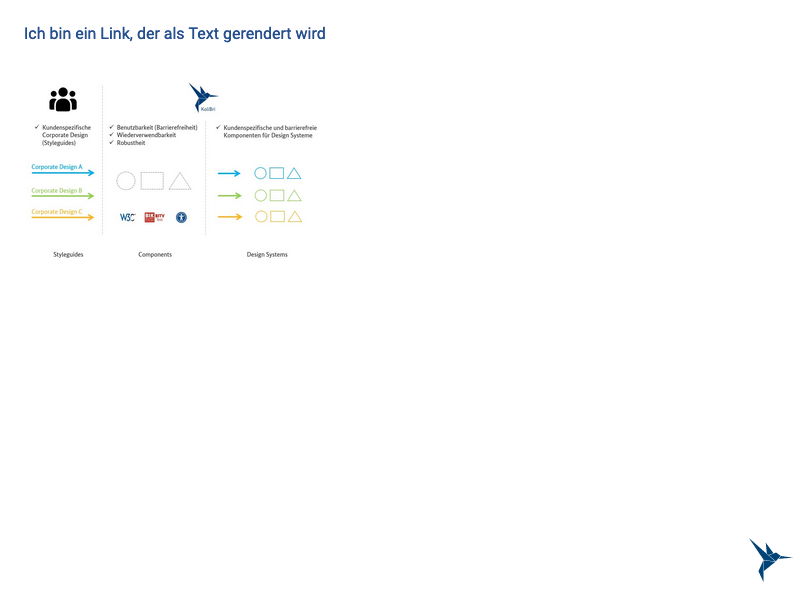 Ich bin ein Link, der als Text gerendert wird
KoliBri
✓ Kundenspezifische
Corporate Design
(Styleguides)
✓ Benutzbarkeit (Barrierefreiheit)
✓ Wiederverwendbarkeit
✓ Robustheit
✓ Kundenspezifische und barrierefreie
Komponenten für Design Systeme
Corporate Design A
Corporate Design B
Corporate Design C
W3C
BIK BITV
Styleguides
Components
Design Systems